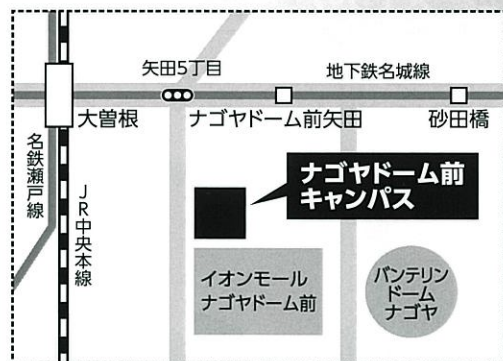 矢田5丁目
地下鉄名城線
大曽根
ナゴヤドーム前矢田
砂田橋
名鉄瀬戸線
JR中央本線
ナゴヤドーム前
キャンパス
イオンモール
ナゴヤドーム前
バンテリン
ドーム
ナゴヤ